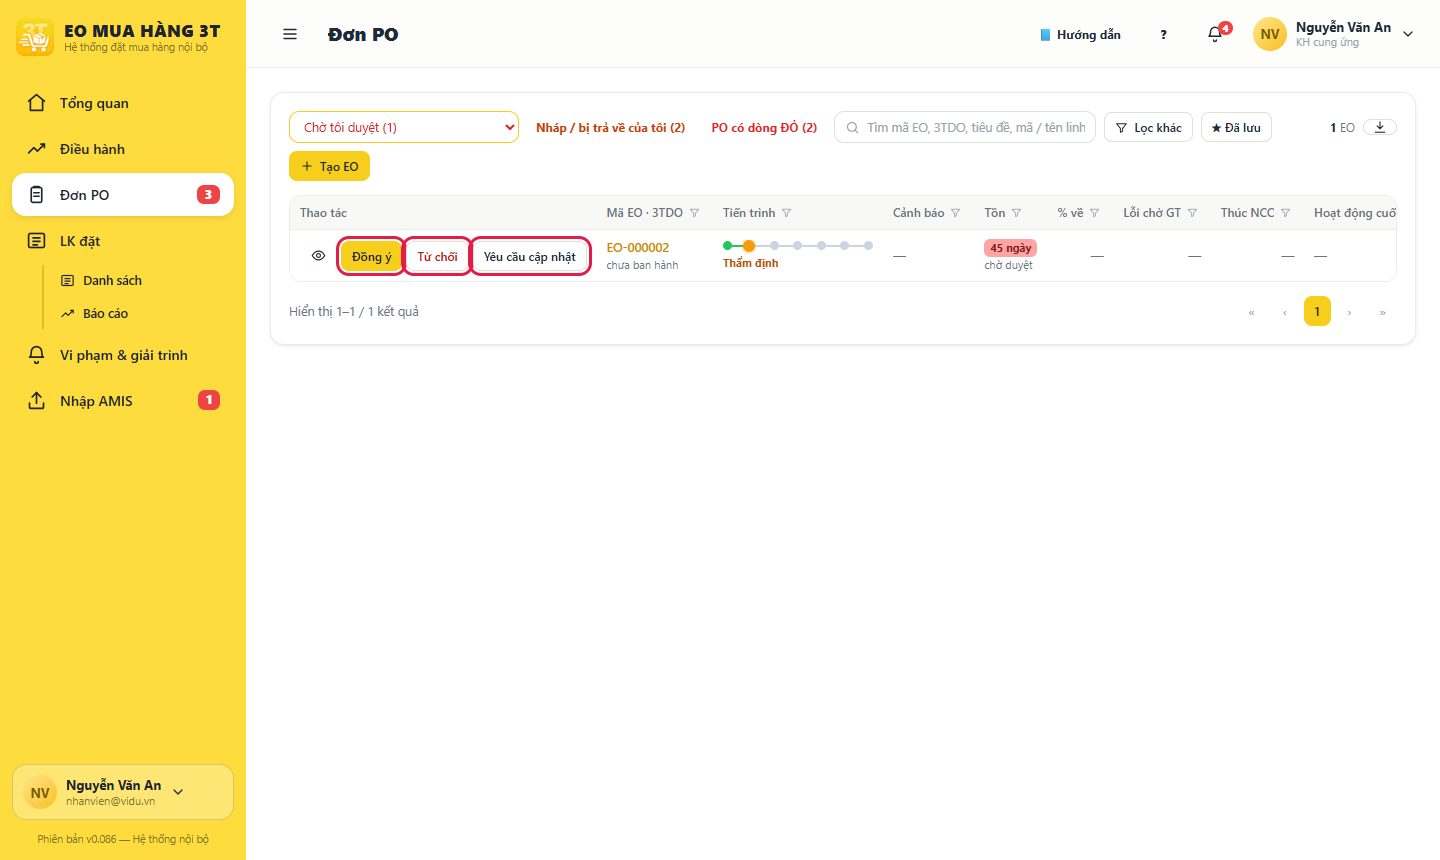 EO MUA HÀNG 3T
Hệ thống đặt mua hàng nội bộ
Tổng quan
Điều hành
Đơn PO 3
LK đặt
Danh sách
Báo cáo
Vi phạm & giải trình
Nhập AMIS 1
NV Nguyễn Văn An
nhanvien@vidu.vn
Phiên bản v0.086 — Hệ thống nội bộ
Đơn PO
Hướng dẫn ? 4 NV Nguyễn Văn An
KH cung ứng
Chờ tôi duyệt (1) Nháp / bị trả về của tôi (2) PO có dòng ĐỎ (2) Tìm mã EO, 3TDO, tiêu đề, mã / tên linh Lọc khác ★ Đã lưu 1 EO
+ Tạo EO
Thao tác Mã EO · 3TDO Tiến trình Cảnh báo Tồn % về Lỗi chờ GT Thúc NCC Hoạt động cuố
Đồng ý Từ chối Yêu cầu cập nhật EO-000002 chưa ban hành Thẩm định — 45 ngày chờ duyệt — — — —
Hiển thị 1–1 / 1 kết quả « ‹ 1 › »